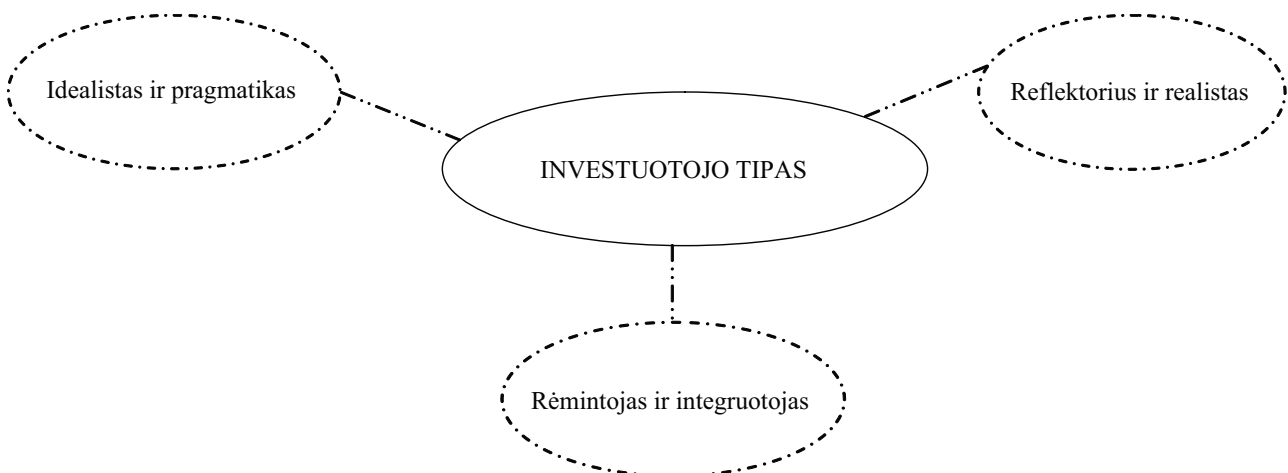 Idealistas ir pragmatikas
Reflektorius ir realistas
INVESTUOTOJO TIPAS
Rėmintojas ir integruotojas